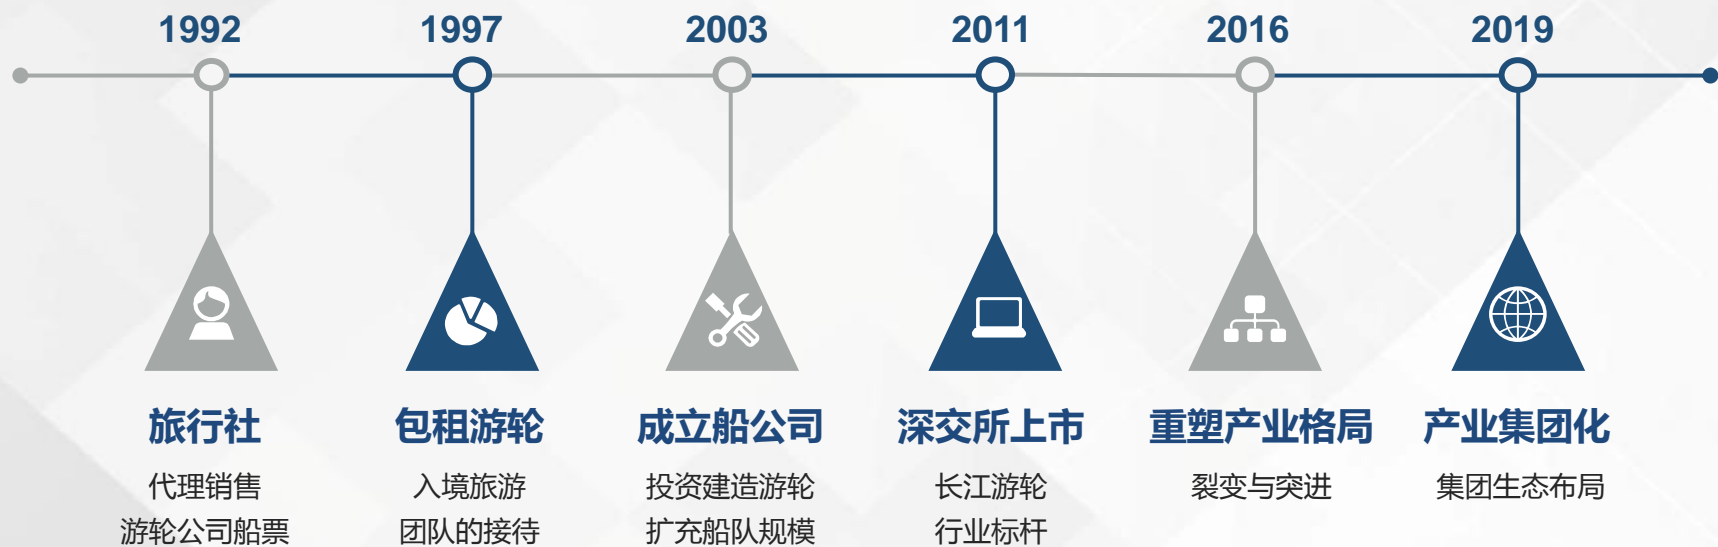 1992
1997
2003
2011
2016
2019
旅行社
代理销售
游轮公司船票
包租游轮
入境旅游
团队的接待
成立船公司
投资建造游轮
扩充船队规模
深交所上市
长江游轮
行业标杆
重塑产业格局
裂变与突进
产业集团化
集团生态布局